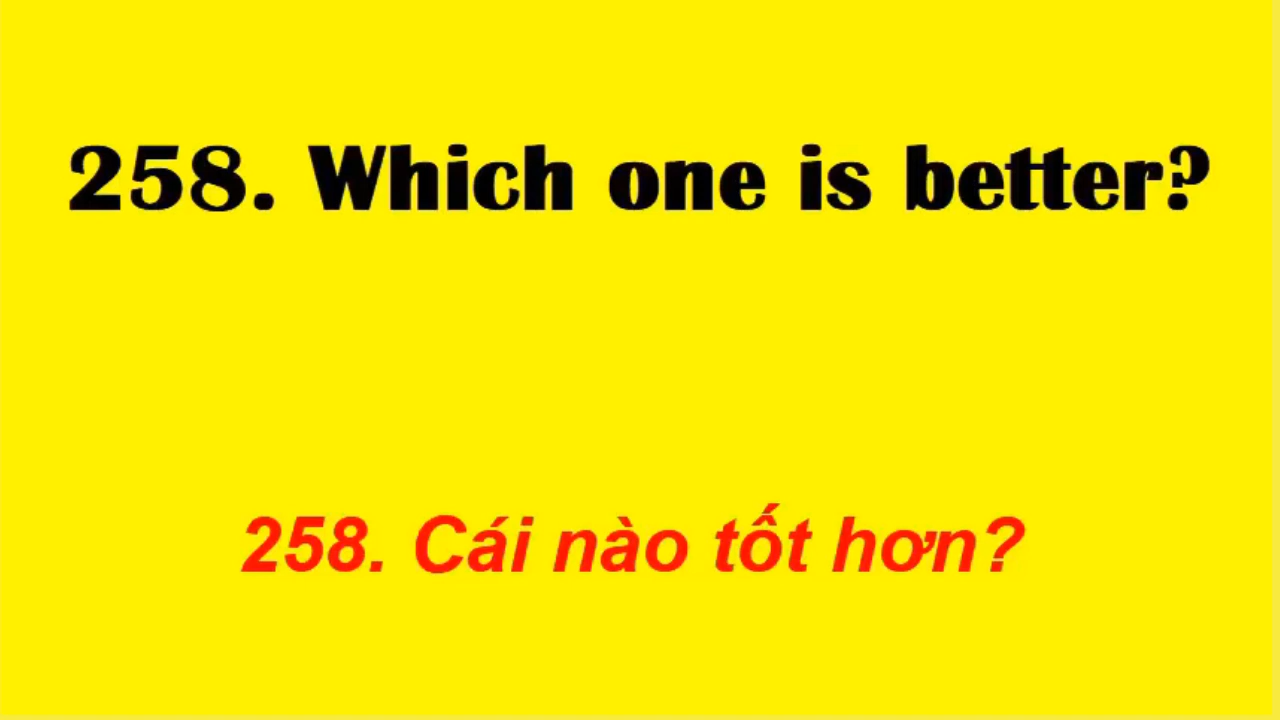 258. Which one is better?
258. Cái nào tốt hơn?